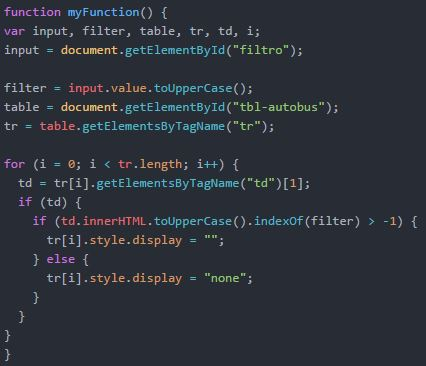 function myFunction() {
var input, filter, table, tr, td, i;
input = document.getElementById("filtro");

filter = input.value.toUpperCase();
table = document.getElementById("tbl-autobus");
tr = table.getElementsByTagName("tr");

for (i = 0; i < tr.length; i++) {
  td = tr[i].getElementsByTagName("td")[1];
  if (td) {
    if (td.innerHTML.toUpperCase().indexOf(filter) > -1) {
      tr[i].style.display = "";
    } else {
      tr[i].style.display = "none";
    }
  }
}
}